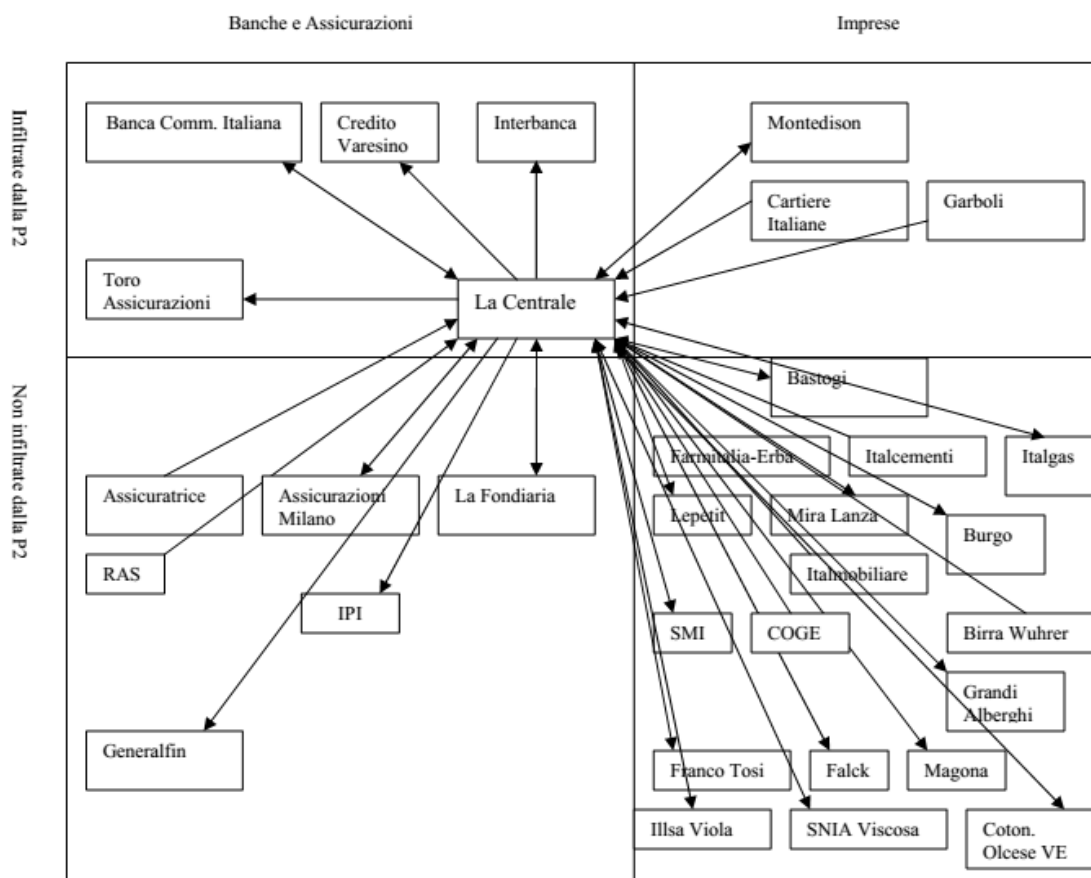 Banche e Assicurazioni
Imprese
Infiltrate dalla P2
Banca Comm. Italiana
Credito
Varesino
Interbanca
Montedison
Cartiere
Italiane
Garboli
Toro
Assicurazioni
La Centrale
Non infiltrate dalla P2
Bastogi
Farmitalia-Erba
Italcementi
Italgas
Assicuratrice
Assicurazioni
Milano
La Fondiaria
Lepetit
Mira Lanza
Burgo
RAS
Italmobiliare
IPI
SMI
COGE
Birra Wuhrer
Grandi
Alberghi
Generalfin
Franco Tosi
Falck
Magona
Illsa Viola
SNIA Viscosa
Coton.
Olcese VE